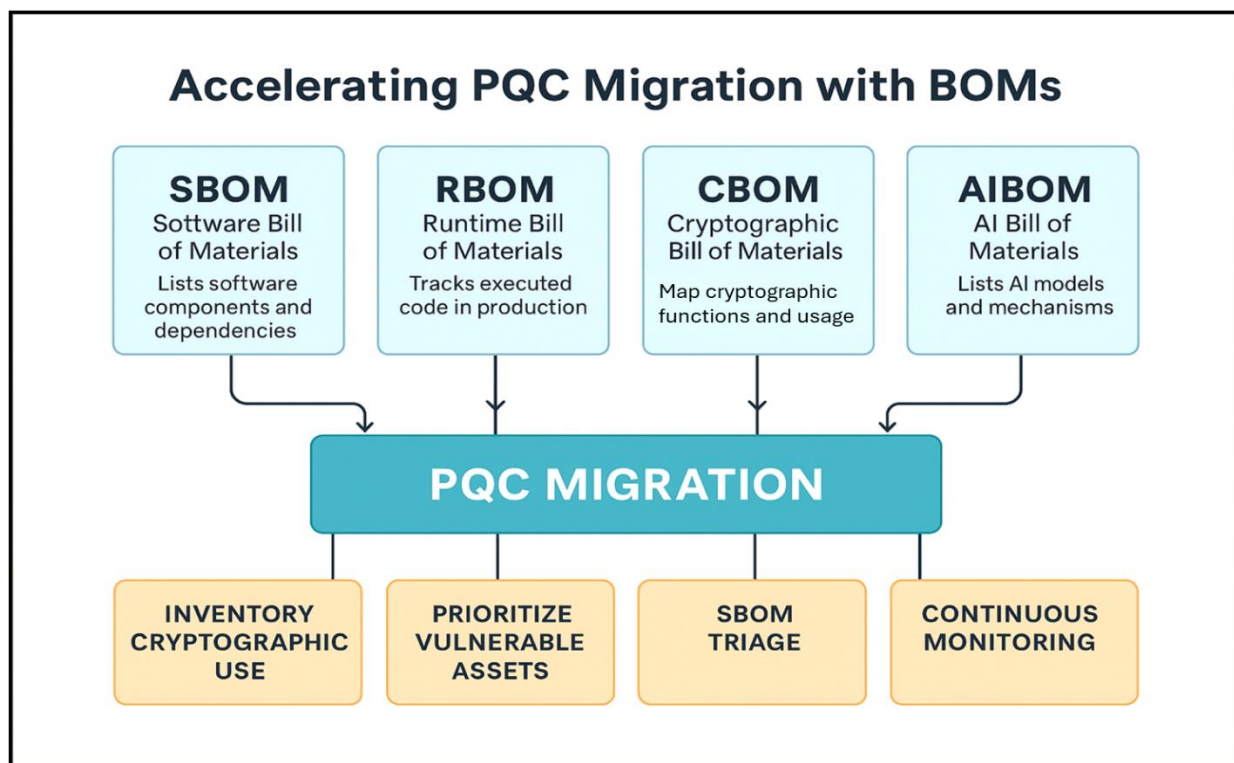 Accelerating PQC Migration with BOMs
SBOM
Sottware Bill
of Materials
Lists software
components and
dependencies
RBOM
Runtime Bill
of Materials
Tracks executed
code in production
CBOM
Cryptographic
Bill of Materials
Map cryptographic
functions and usage
AIBOM
AI Bill of
Materials
Lists AI models
and mechanisms
PQC MIGRATION
INVENTORY
CRYPTOGRAPHIC
USE
PRIORITIZE
VULNERABLE
ASSETS
SBOM
TRIAGE
CONTINUOUS
MONITORING